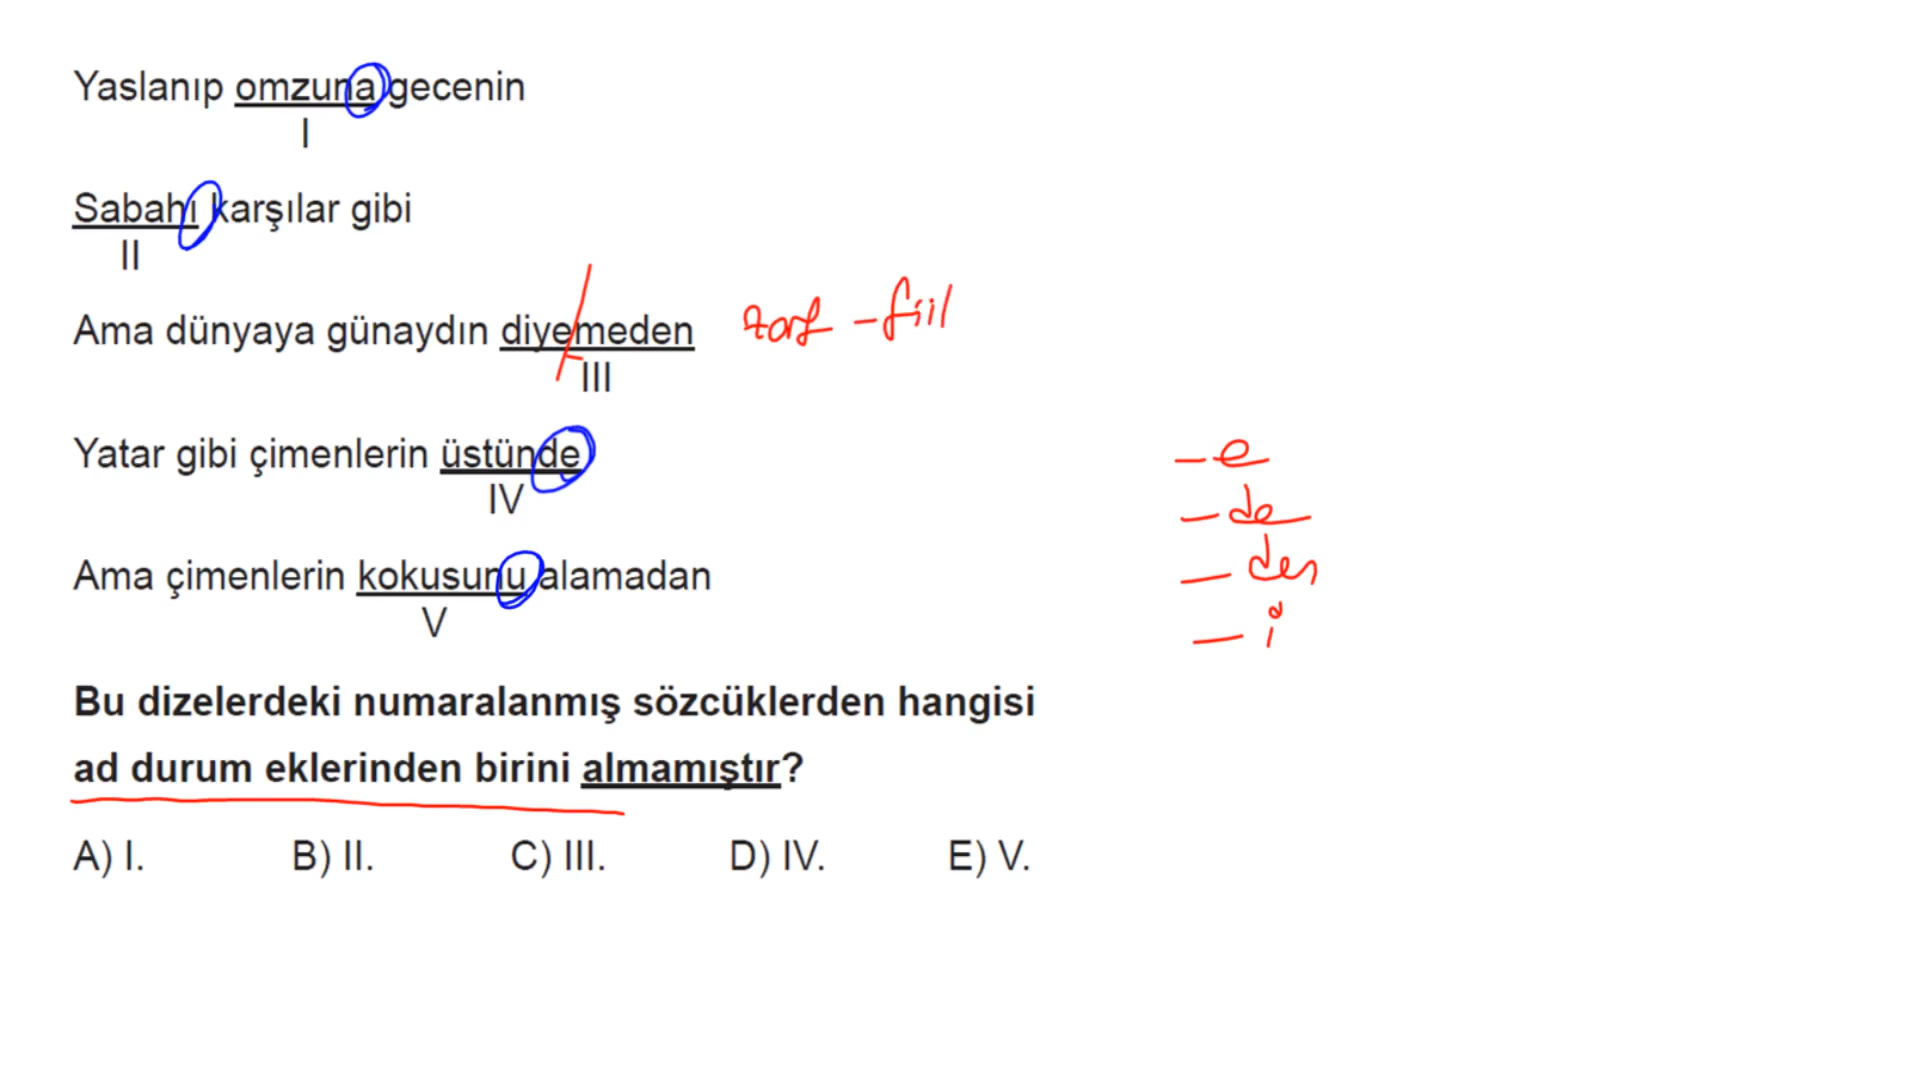 Yaslanıp omzuna gecenin
I
Sabahı karşılar gibi
II
Ama dünyaya günaydın diyemeden zarf-fiil
III
Yatar gibi çimenlerin üstünde
IV
Ama çimenlerin kokusunu alamadan
V
-e
-de
-den
-i
Bu dizelerdeki numaralanmış sözcüklerden hangisi
ad durum eklerinden birini almamıştır?
A) I. B) II. C) III. D) IV. E) V.